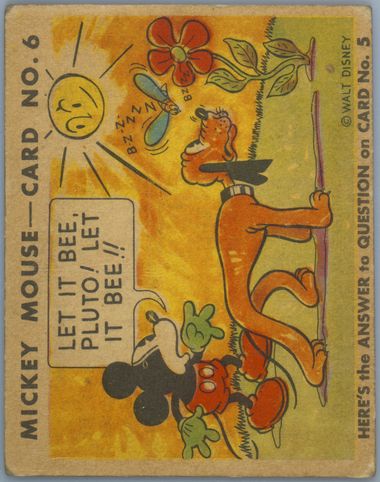 MICKEY MOUSE—CARD NO. 6
LET IT BEE,
PLUTO! LET
IT BEE!!
BZZZ
ZZZZ
BZZZ
© WALT DISNEY
HERE'S the ANSWER to QUESTION on CARD No. 5